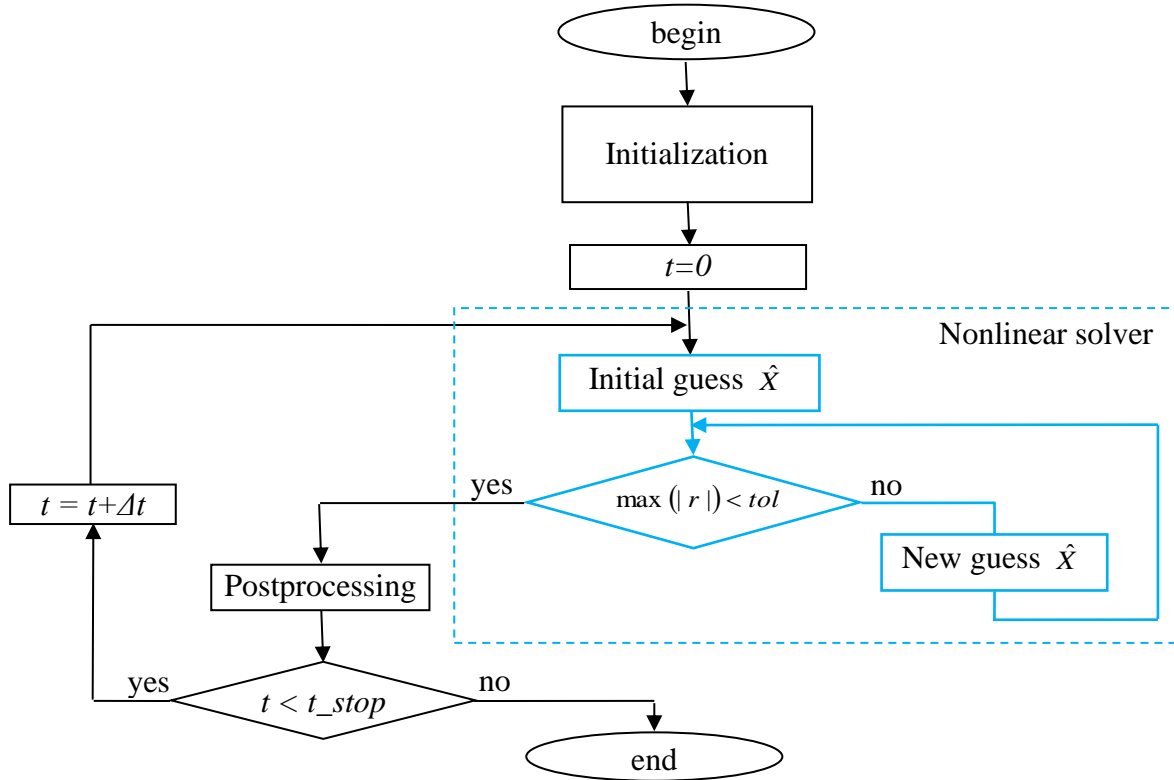 begin
Initialization
t=0
Nonlinear solver
Initial guess X̂
yes
max (| r |) < tol
no
t = t+Δt
New guess X̂
Postprocessing
yes
t < t_stop
no
end